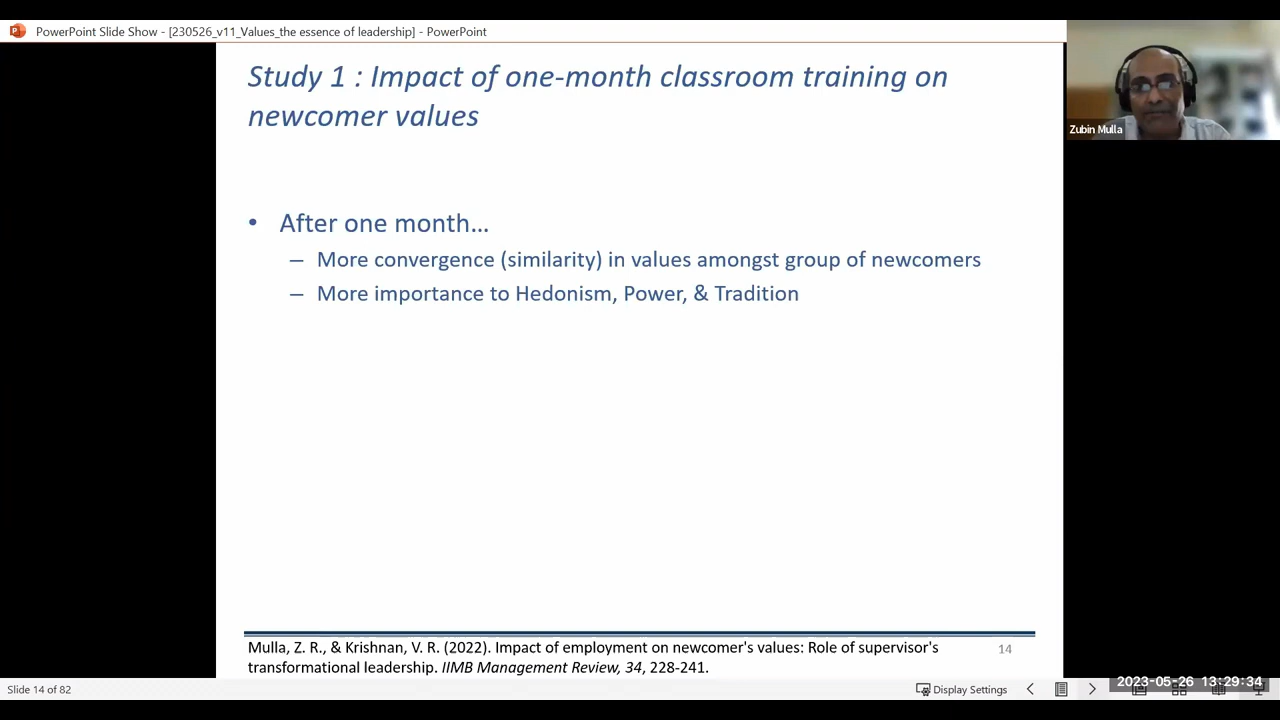 PowerPoint Slide Show - [230526_v11_Values_the essence of leadership] - PowerPoint
Zubin Mulla
Study 1 : Impact of one-month classroom training on
newcomer values
• After one month…
– More convergence (similarity) in values amongst group of newcomers
– More importance to Hedonism, Power, & Tradition
Mulla, Z. R., & Krishnan, V. R. (2022). Impact of employment on newcomer's values: Role of supervisor's
transformational leadership. IIMB Management Review, 34, 228-241.
14
Slide 14 of 82
Display Settings
2023-05-26 13:29:34